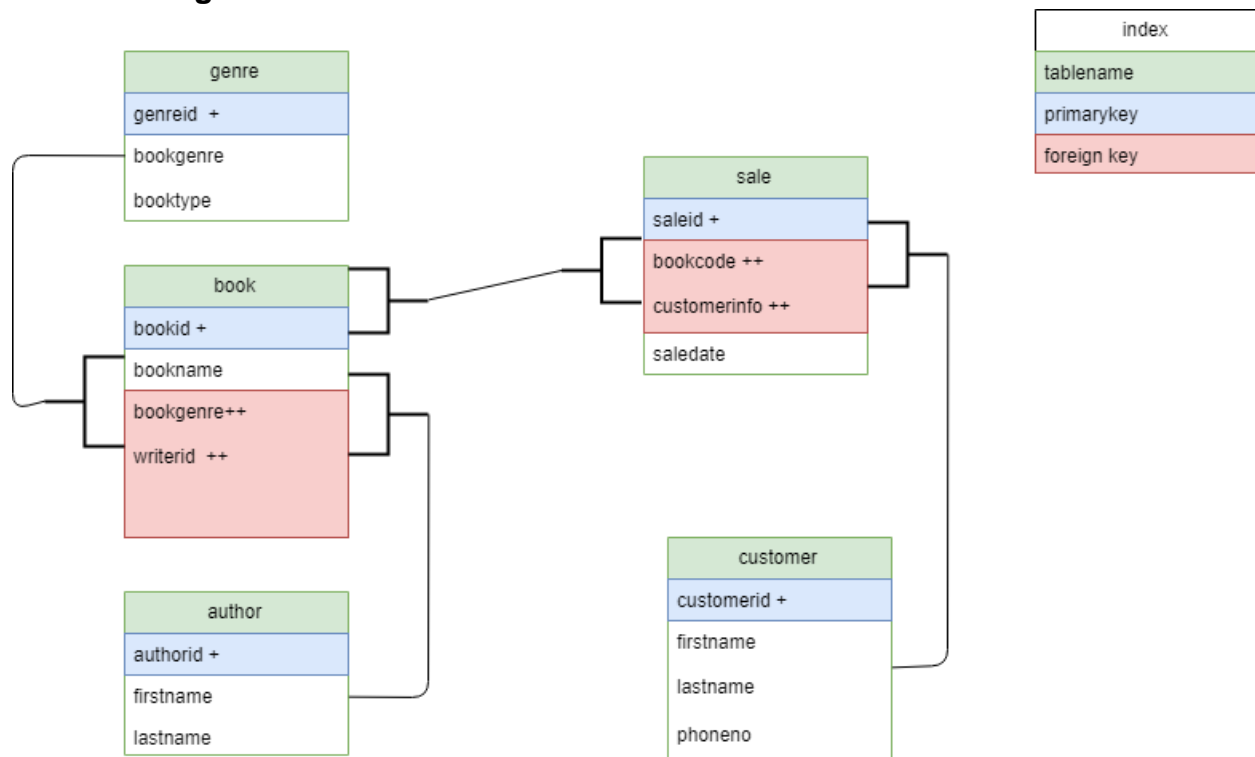 genre
genreid +
bookgenre
booktype
book
bookid +
bookname
bookgenre++
writerid ++
author
authorid +
firstname
lastname
sale
saleid +
bookcode ++
customerinfo ++
saledate
customer
customerid +
firstname
lastname
phoneno
index
tablename
primarykey
foreign key